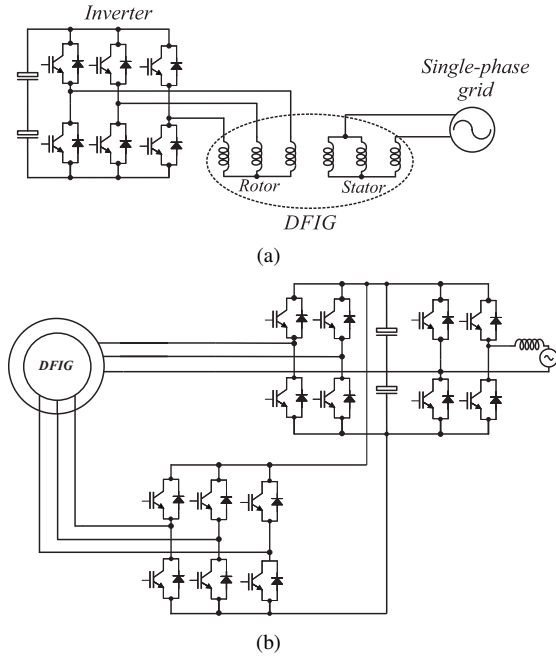 Inverter
Single-phase
grid
Rotor
Stator
DFIG
(a)
DFIG
(b)